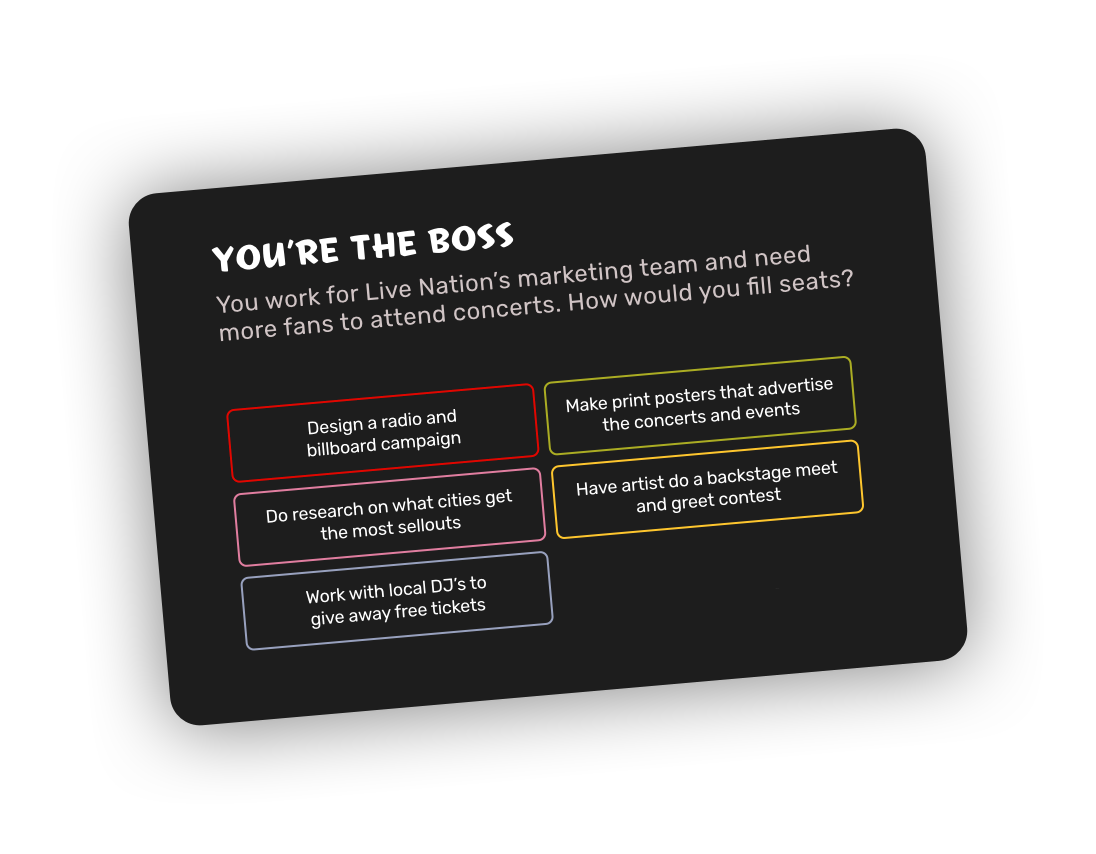 YOU’RE THE BOSS
You work for Live Nation’s marketing team and need
more fans to attend concerts. How would you fill seats?
Design a radio and
billboard campaign
Make print posters that advertise
the concerts and events
Do research on what cities get
the most sellouts
Have artist do a backstage meet
and greet contest
Work with local DJ’s to
give away free tickets